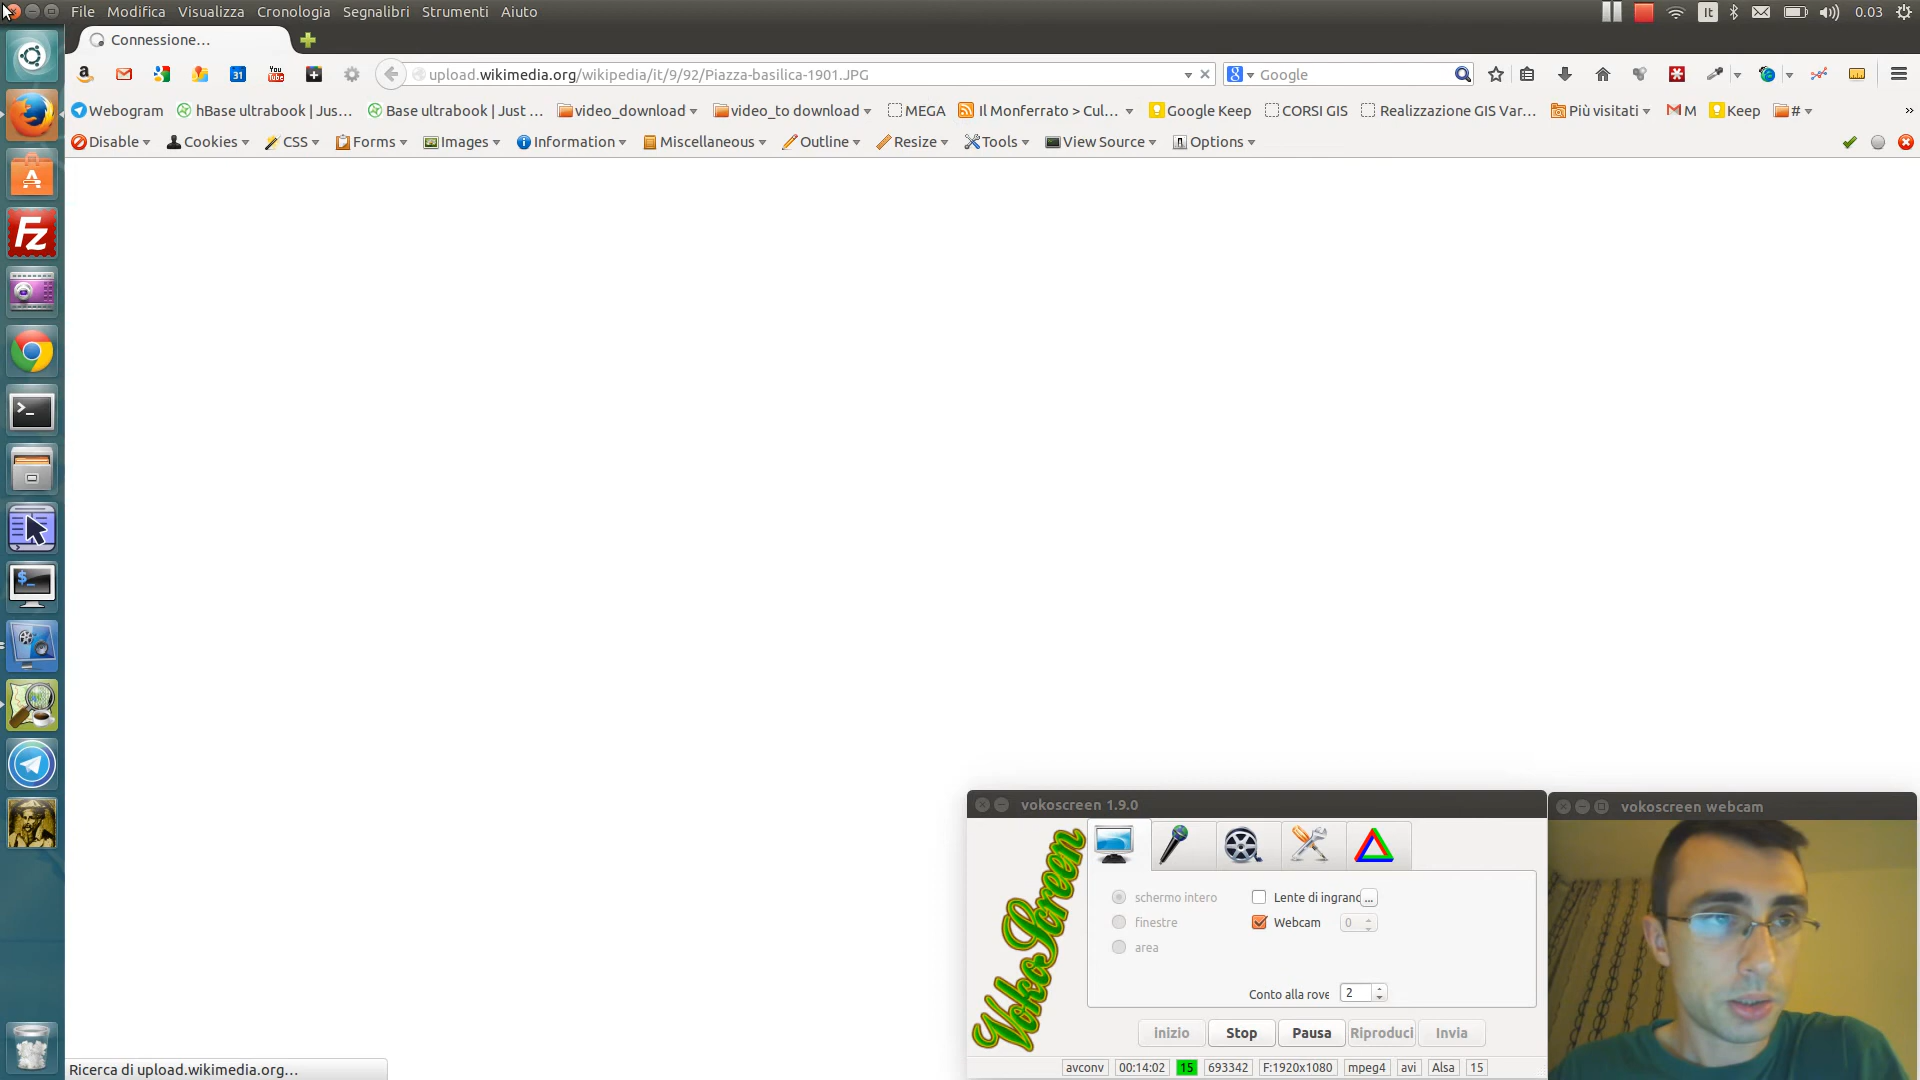 File Modifica Visualizza Cronologia Segnalibri Strumenti Aiuto
It 0.03
Connessione...
upload.wikimedia.org/wikipedia/it/9/92/Piazza-basilica-1901.JPG
Google
Webogram hBase ultrabook | Jus... Base ultrabook | Just ... video_download video_to download MEGA Il Monferrato > Cul... Google Keep CORSI GIS Realizzazione GIS Var... Più visitati M Keep # »
Disable Cookies CSS Forms Images Information Miscellaneous Outline Resize Tools View Source Options
vokoscreen 1.9.0
vokoscreen webcam
VokoScreen
schermo intero
Lente di ingranc ...
finestre
Webcam 0
area
Conto alla rove 2
inizio Stop Pausa Riproduci Invia
avconv 00:14:02 15 693342 F:1920x1080 mpeg4 avi Alsa 15
Ricerca di upload.wikimedia.org...